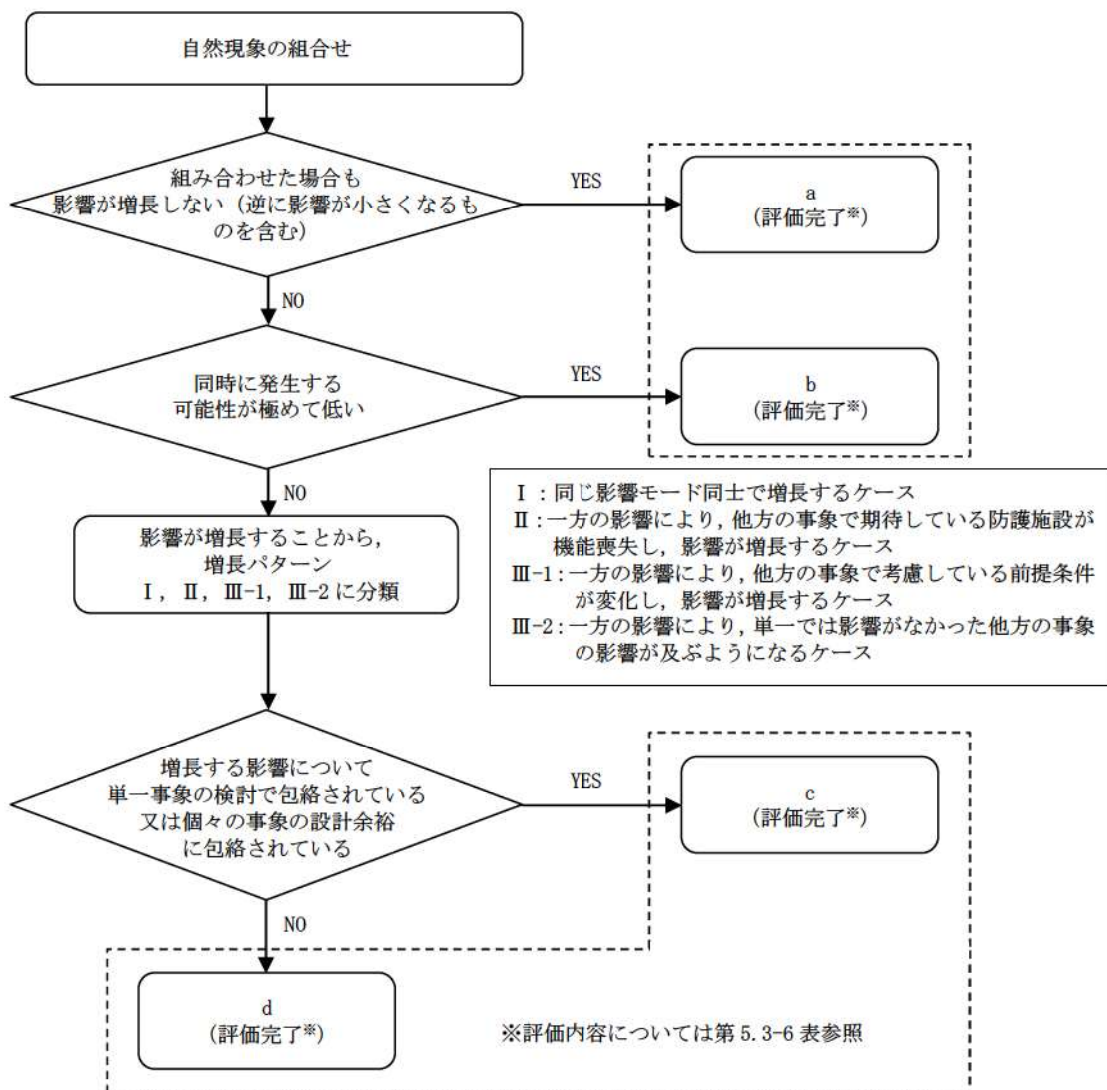 自然現象の組合せ
組み合わせた場合も
影響が増長しない（逆に影響が小さくなるも
のを含む）
YES
a
（評価完了※）
NO
同時に発生する
可能性が極めて低い
YES
b
（評価完了※）
NO
影響が増長することから，
増長パターン
Ⅰ，Ⅱ，Ⅲ-1，Ⅲ-2 に分類
Ⅰ：同じ影響モード同士で増長するケース
Ⅱ：一方の影響により，他方の事象で期待している防護施設が
機能喪失し，影響が増長するケース
Ⅲ-1：一方の影響により，他方の事象で考慮している前提条件
が変化し，影響が増長するケース
Ⅲ-2：一方の影響により，単一では影響がなかった他方の事象
の影響が及ぶようになるケース
増長する影響について
単一事象の検討で包絡されている
又は個々の事象の設計余裕
に包絡されている
YES
c
（評価完了※）
NO
d
（評価完了※）
※評価内容については第 5.3-6 表参照